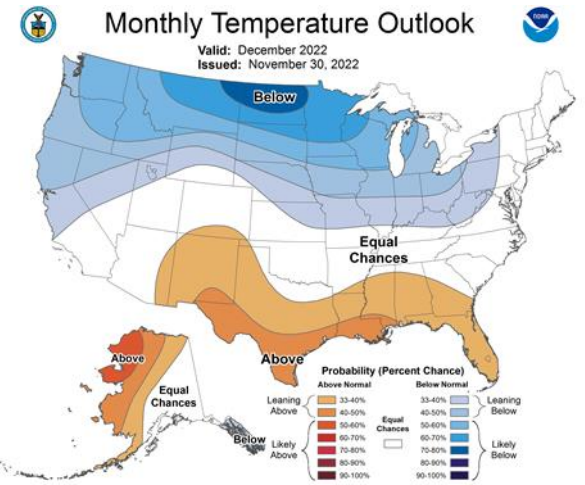 Monthly Temperature Outlook
noaa
Valid: December 2022
Issued: November 30, 2022
Below
Equal
Chances
Above
Above
Equal
Chances
Below
Probability (Percent Chance)
Above Normal
Below Normal
Leaning
Above
33-40%
40-50%
Likely
Above
50-60%
60-70%
70-80%
80-90%
90-100%
Equal
Chances
33-40%
40-50%
Leaning
Below
50-60%
60-70%
70-80%
80-90%
90-100%
Likely
Below